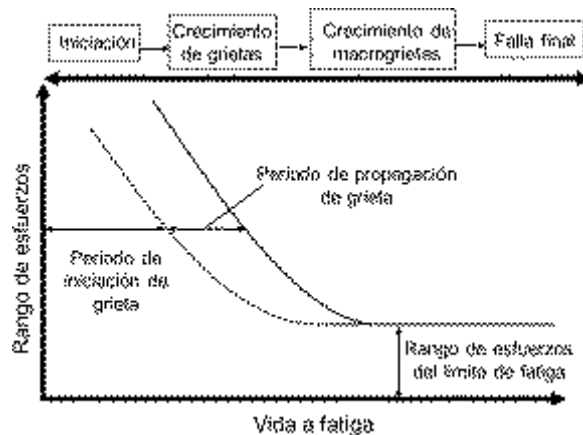 Iniciación
Crecimiento
de grietas
Crecimiento de
macrogrietas
Falla final
Rango de esfuerzos
Periodo de propagación
de grieta
Periodo de
iniciación de
grieta
Rango de esfuerzos
del límite de fatiga
Vida a fatiga